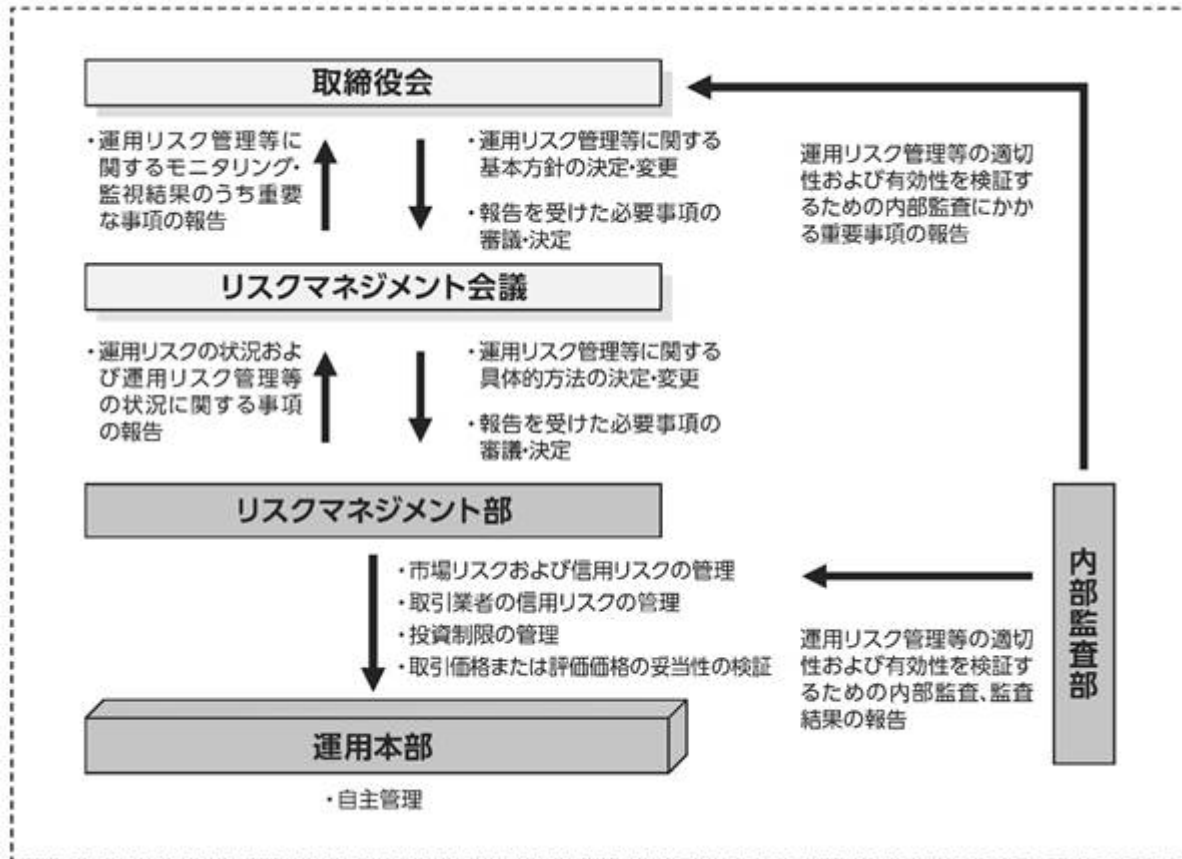 取締役会
・運用リスク管理等に
関するモニタリング・
監視結果のうち重要
な事項の報告
・運用リスク管理等に関する
基本方針の決定・変更
・報告を受けた必要事項の
審議・決定
運用リスク管理等の適切
性および有効性を検証す
るための内部監査にかか
る重要事項の報告
リスクマネジメント会議
・運用リスクの状況およ
び運用リスク管理等
の状況に関する事項
の報告
・運用リスク管理等に関する
具体的方法の決定・変更
・報告を受けた必要事項の
審議・決定
リスクマネジメント部
・市場リスクおよび信用リスクの管理
・取引業者の信用リスクの管理
・投資制限の管理
・取引価格または評価価格の妥当性の検証
内部監査部
運用リスク管理等の適切
性および有効性を検証す
るための内部監査、監査
結果の報告
運用本部
・自主管理